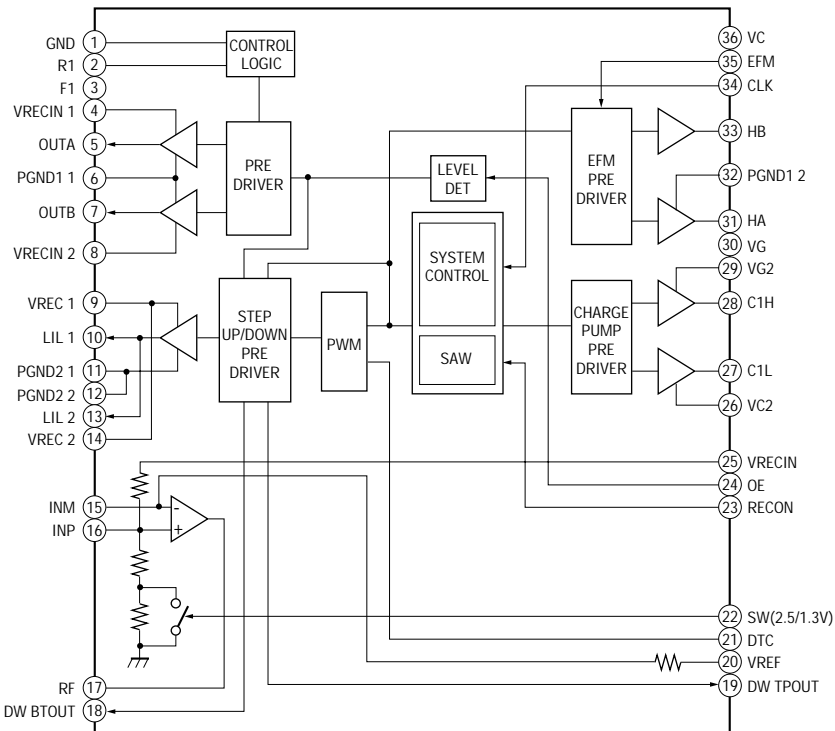 GND 1
R1 2
F1 3
VRECIN 1 4
OUTA 5
PGND1 1 6
OUTB 7
VRECIN 2 8
VREC 1 9
LIL 1 10
PGND2 1 11
PGND2 2 12
LIL 2 13
VREC 2 14
INM 15
INP 16
RF 17
DW BTOUT 18
CONTROL
LOGIC
PRE
DRIVER
LEVEL
DET
EFM
PRE
DRIVER
SYSTEM
CONTROL
SAW
STEP
UP/DOWN
PRE
DRIVER
PWM
CHARGE
PUMP
PRE
DRIVER
-
+
36 VC
35 EFM
34 CLK
33 HB
32 PGND1 2
31 HA
30 VG
29 VG2
28 C1H
27 C1L
26 VC2
25 VRECIN
24 OE
23 RECON
22 SW(2.5/1.3V)
21 DTC
20 VREF
19 DW TPOUT